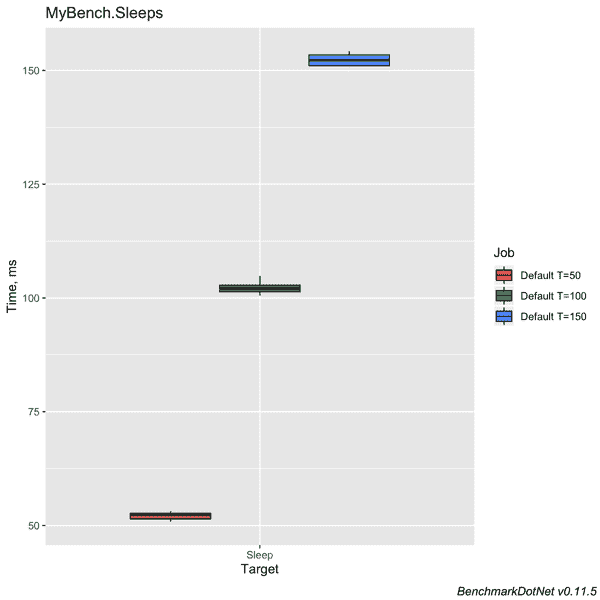 MyBench.Sleeps
150
125
100
75
50
Time, ms
Sleep
Target
Job
Default T=50
Default T=100
Default T=150
BenchmarkDotNet v0.11.5